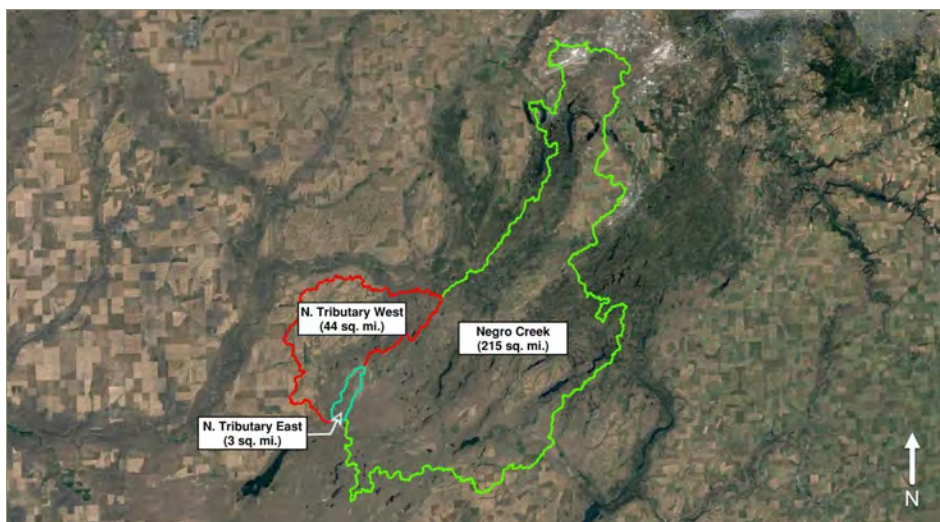 N. Tributary West
(44 sq. mi.)
Negro Creek
(215 sq. mi.)
N. Tributary East
(3 sq. mi.)
N